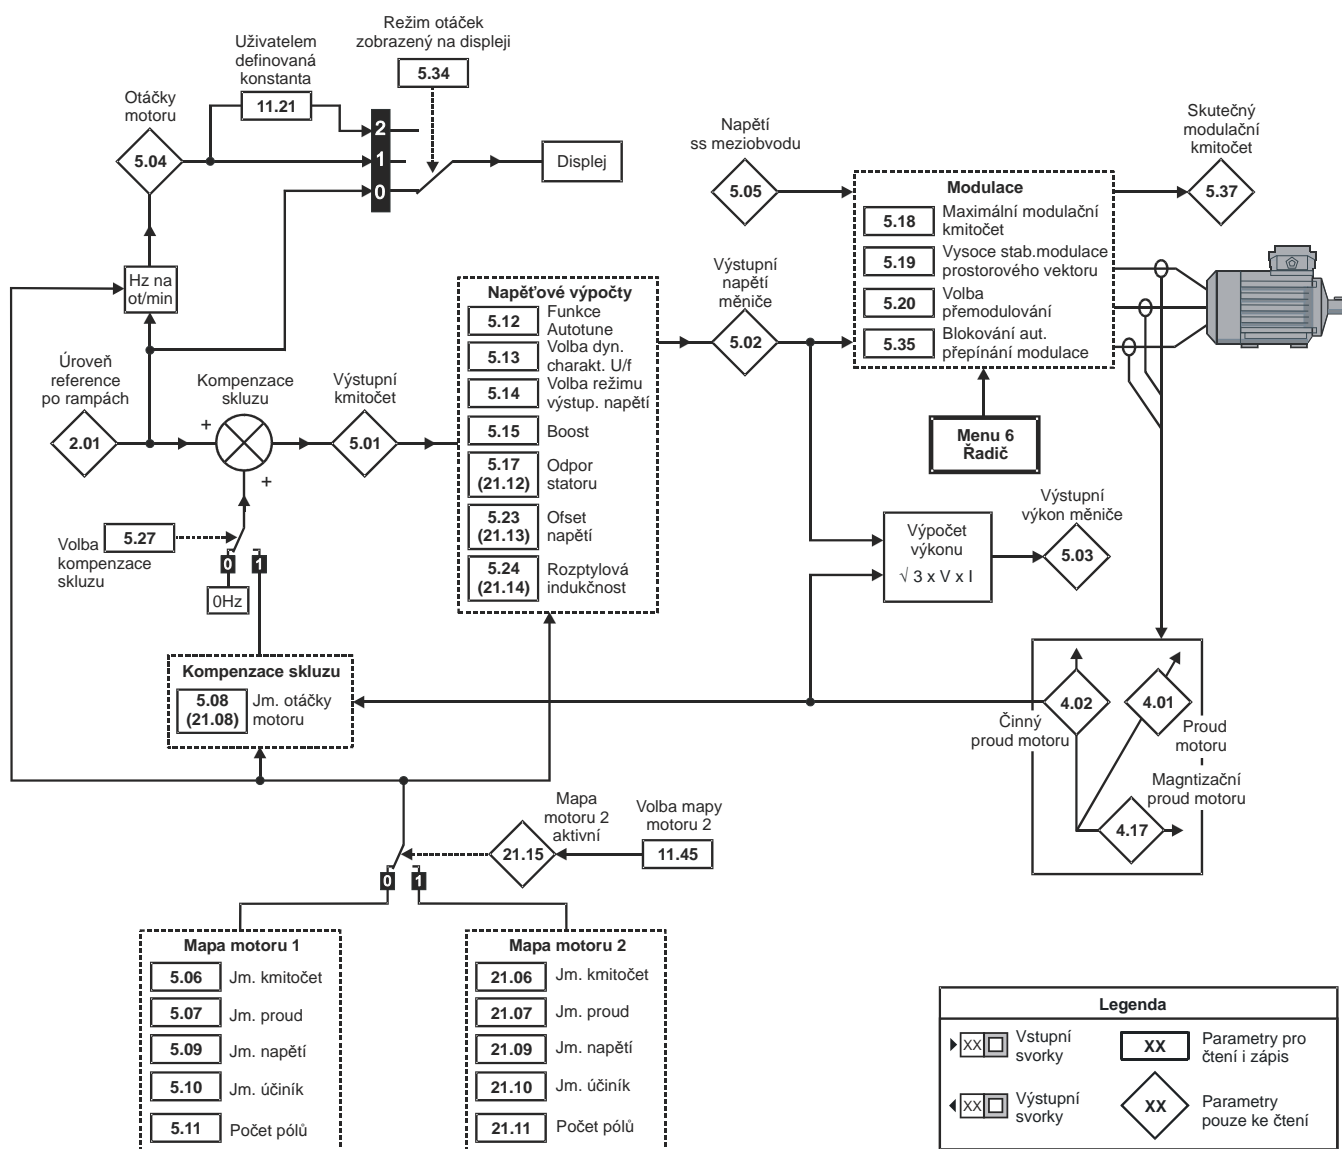 Režim otáček
zobrazený na displeji
5.34
Uživatelem
definovaná
konstanta
11.21
Otáčky
motoru
5.04
2
1
0
Displej
Napětí
ss meziobvodu
5.05
Skutečný
modulační
kmitočet
5.37
Modulace
5.18 Maximální modulační
kmitočet
5.19 Vysoce stab.modulace
prostorového vektoru
5.20 Volba
přemodulování
5.35 Blokování aut.
přepínání modulace
Hz na
ot/min
Výstupní
napětí
měniče
5.02
Napěťové výpočty
5.12 Funkce
Autotune
5.13 Volba dyn.
charakt. U/f
5.14 Volba režimu
výstup. napětí
5.15 Boost
5.17
(21.12)
Odpor
statoru
5.23
(21.13)
Ofset
napětí
5.24
(21.14)
Rozptylová
indukčnost
Úroveň
reference
po rampách
2.01
Kompenzace
skluzu
+
+
Výstupní
kmitočet
5.01
Menu 6
Řadič
5.27
Volba
kompenzace
skluzu
0 1
0Hz
Výpočet
výkonu
√ 3 x V x I
Výstupní
výkon měniče
5.03
Kompenzace skluzu
5.08
(21.08)
Jm. otáčky
motoru
4.02
Činný
proud motoru
4.01
Proud
motoru
Magntizační
proud motoru
4.17
Mapa
motoru 2
aktivní
21.15
Volba mapy
motoru 2
11.45
0 1
Mapa motoru 1
5.06 Jm. kmitočet
5.07 Jm. proud
5.09 Jm. napětí
5.10 Jm. účiník
5.11 Počet pólů
Mapa motoru 2
21.06 Jm. kmitočet
21.07 Jm. proud
21.09 Jm. napětí
21.10 Jm. účiník
21.11 Počet pólů
Legenda
XX Vstupní
svorky
XX Parametry pro
čtení i zápis
XX Výstupní
svorky
XX Parametry
pouze ke čtení